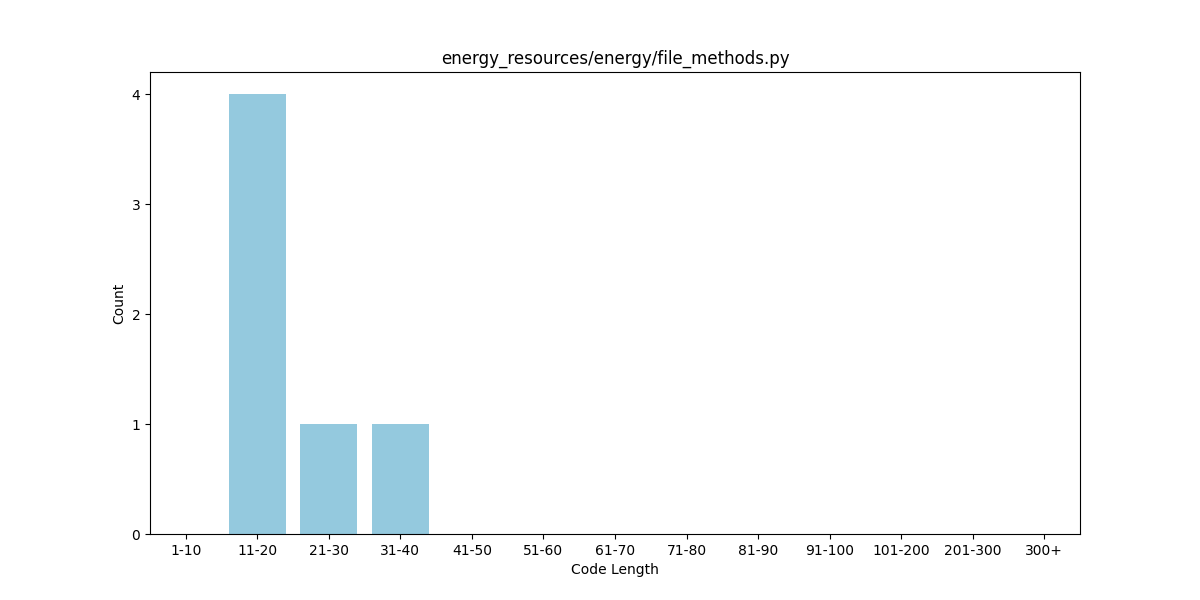 energy_resources/energy/file_methods.py
4
3
2
1
0
Count
1-10 11-20 21-30 31-40 41-50 51-60 61-70 71-80 81-90 91-100 101-200 201-300 300+
Code Length